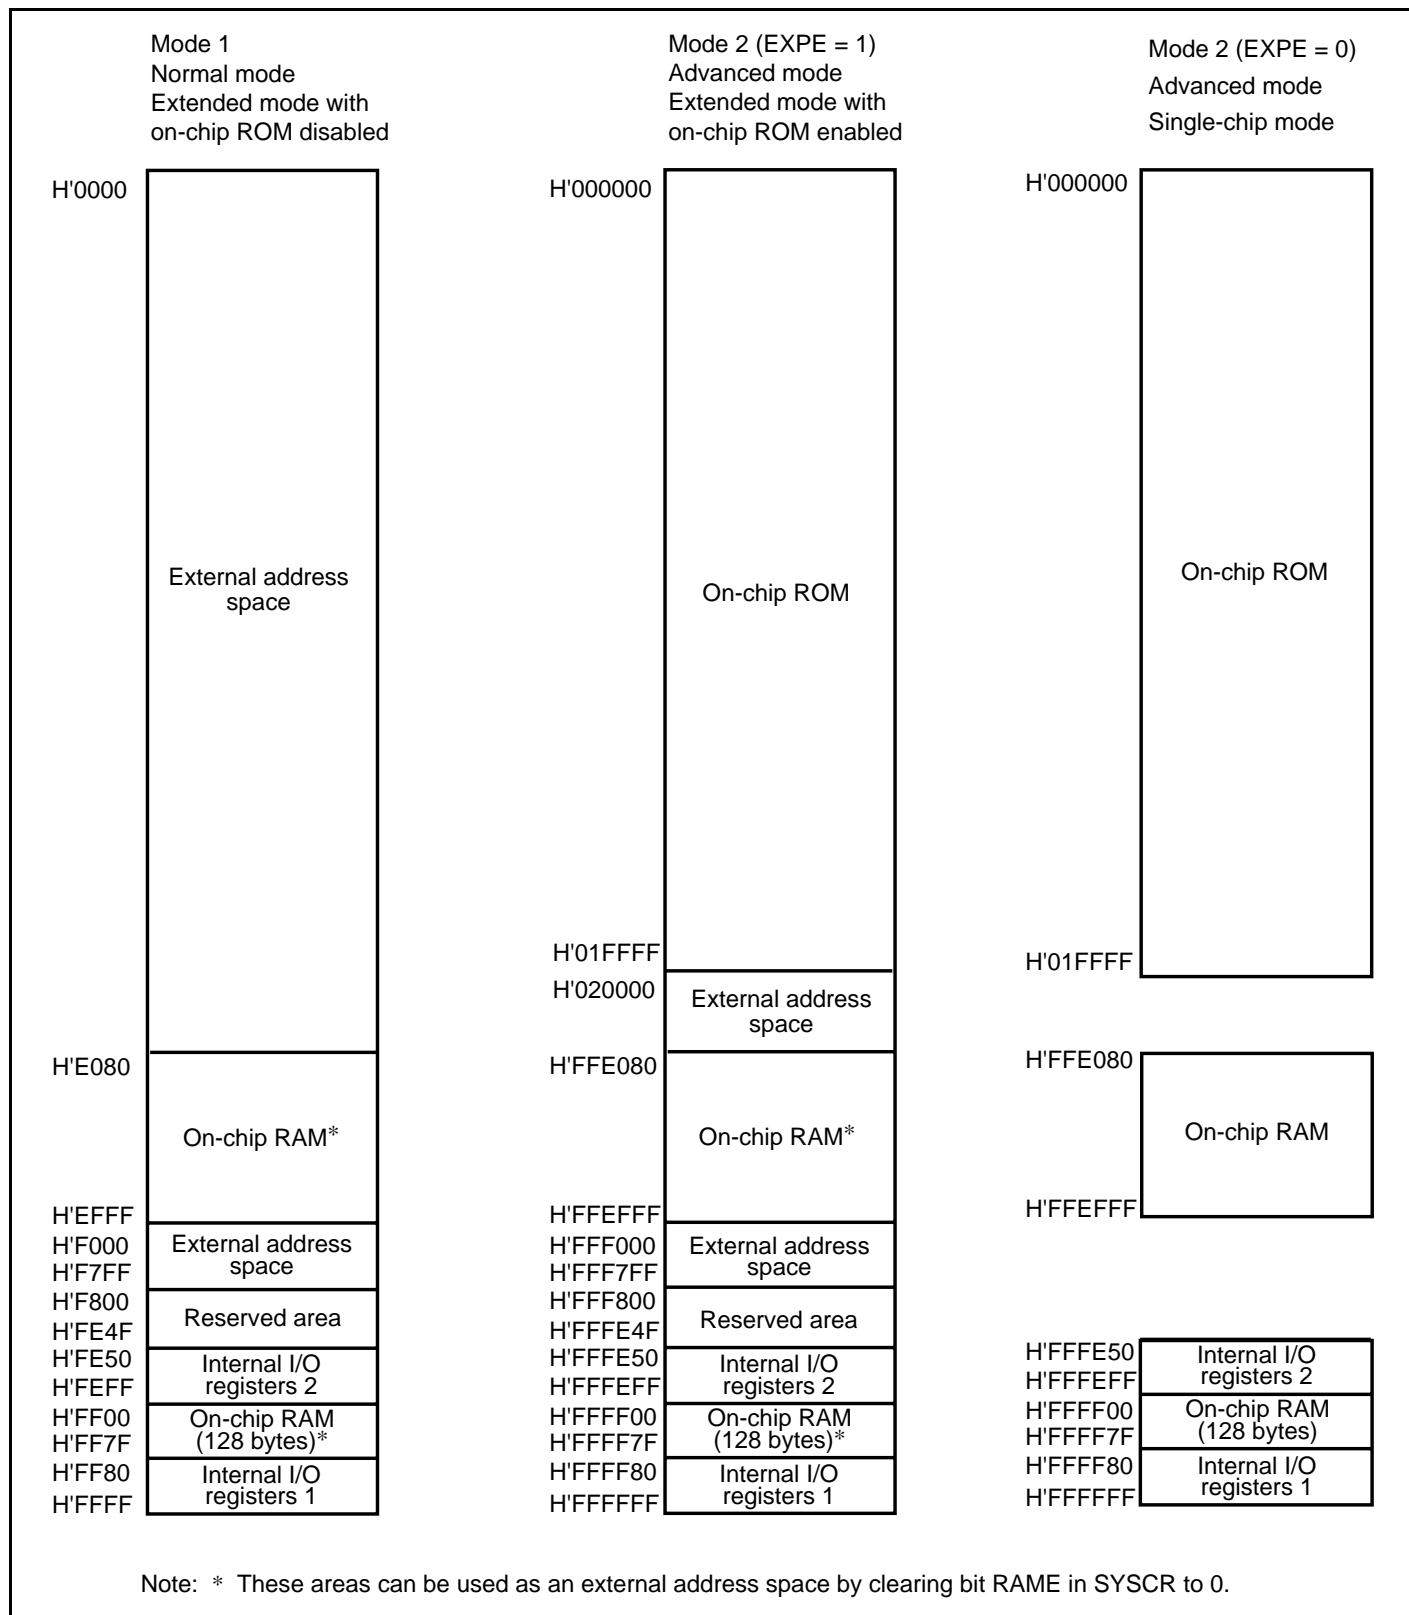 Mode 1
Normal mode
Extended mode with
on-chip ROM disabled
H'0000
External address
space
H'E080
On-chip RAM*
H'EFFF
H'F000
External address
space
H'F7FF
H'F800
Reserved area
H'FE4F
H'FE50
Internal I/O
registers 2
H'FEFF
H'FF00
On-chip RAM
(128 bytes)*
H'FF7F
H'FF80
Internal I/O
registers 1
H'FFFF
Mode 2 (EXPE = 1)
Advanced mode
Extended mode with
on-chip ROM enabled
H'000000
On-chip ROM
H'01FFFF
H'020000
External address
space
H'FFE080
On-chip RAM*
H'FFEFFF
H'FFF000
External address
space
H'FFF7FF
H'FFF800
Reserved area
H'FFFE4F
H'FFFE50
Internal I/O
registers 2
H'FFFEFF
H'FFFF00
On-chip RAM
(128 bytes)*
H'FFFF7F
H'FFFF80
Internal I/O
registers 1
H'FFFFFF
Mode 2 (EXPE = 0)
Advanced mode
Single-chip mode
H'000000
On-chip ROM
H'01FFFF
H'FFE080
On-chip RAM
H'FFEFFF
H'FFFE50
Internal I/O
registers 2
H'FFFEFF
H'FFFF00
On-chip RAM
(128 bytes)
H'FFFF7F
H'FFFF80
Internal I/O
registers 1
H'FFFFFF
Note: * These areas can be used as an external address space by clearing bit RAME in SYSCR to 0.